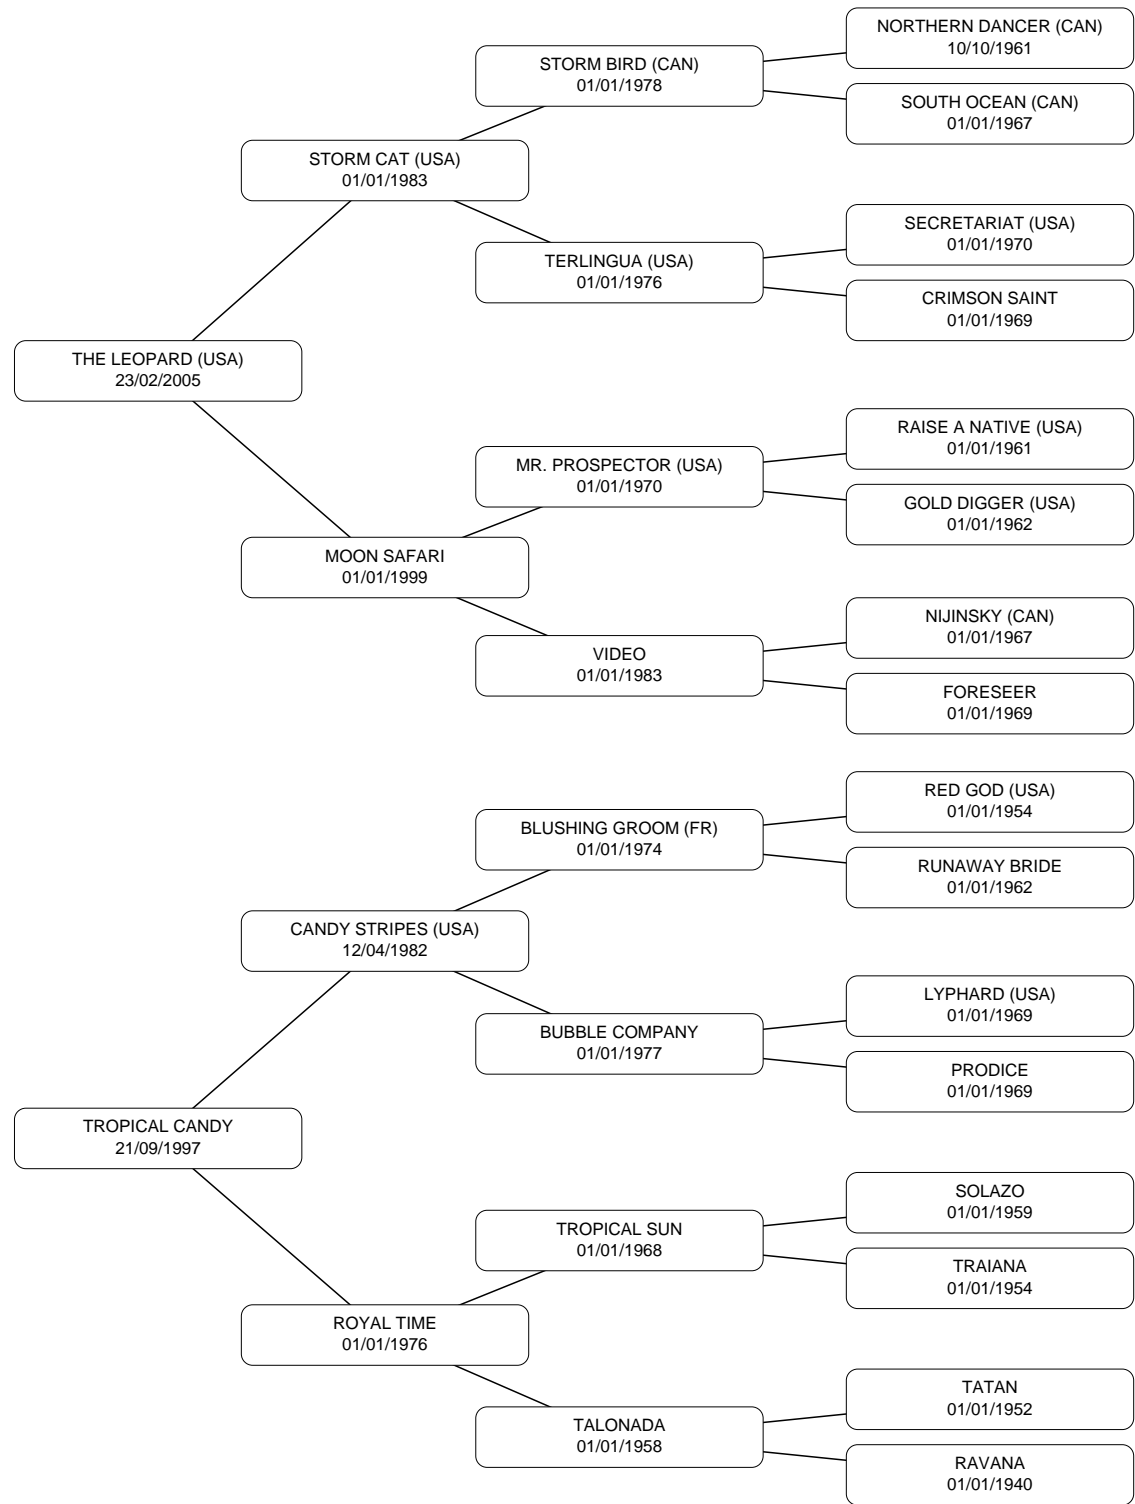 NORTHERN DANCER (CAN)
10/10/1961
STORM BIRD (CAN)
01/01/1978
SOUTH OCEAN (CAN)
01/01/1967
STORM CAT (USA)
01/01/1983
SECRETARIAT (USA)
01/01/1970
TERLINGUA (USA)
01/01/1976
CRIMSON SAINT
01/01/1969
THE LEOPARD (USA)
23/02/2005
RAISE A NATIVE (USA)
01/01/1961
MR. PROSPECTOR (USA)
01/01/1970
GOLD DIGGER (USA)
01/01/1962
MOON SAFARI
01/01/1999
NIJINSKY (CAN)
01/01/1967
VIDEO
01/01/1983
FORESEER
01/01/1969
RED GOD (USA)
01/01/1954
BLUSHING GROOM (FR)
01/01/1974
RUNAWAY BRIDE
01/01/1962
CANDY STRIPES (USA)
12/04/1982
LYPHARD (USA)
01/01/1969
BUBBLE COMPANY
01/01/1977
PRODICE
01/01/1969
TROPICAL CANDY
21/09/1997
SOLAZO
01/01/1959
TROPICAL SUN
01/01/1968
TRAIANA
01/01/1954
ROYAL TIME
01/01/1976
TATAN
01/01/1952
TALONADA
01/01/1958
RAVANA
01/01/1940